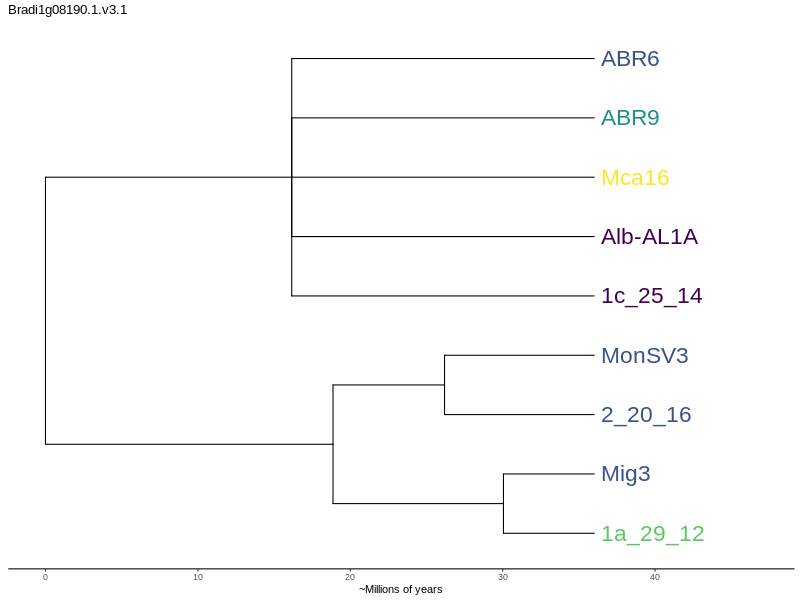 Bradi1g08190.1.v3.1
ABR6
ABR9
Mca16
Alb-AL1A
1c_25_14
MonSV3
2_20_16
Mig3
1a_29_12
0 10 20 30 40
~Millions of years